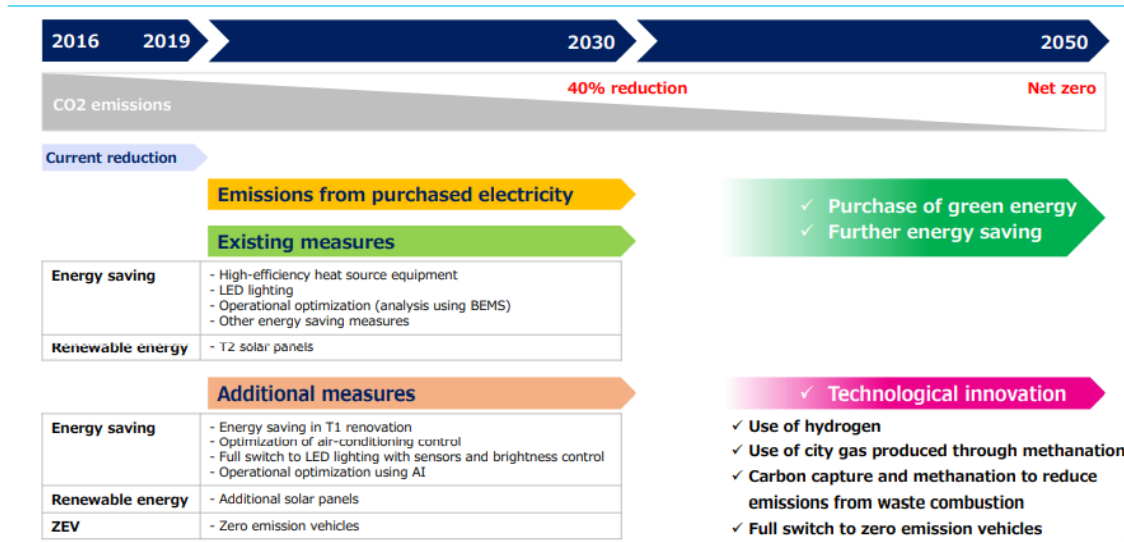 2016 2019 2030 2050
40% reduction Net zero
CO2 emissions
Current reduction
Emissions from purchased electricity
✓ Purchase of green energy
✓ Further energy saving
Existing measures
Energy saving
- High-efficiency heat source equipment
- LED lighting
- Operational optimization (analysis using BEMS)
- Other energy saving measures
Renewable energy - T2 solar panels
Additional measures
✓ Technological innovation
Energy saving
- Energy saving in T1 renovation
- Optimization of air-conditioning control
- Full switch to LED lighting with sensors and brightness control
- Operational optimization using AI
Renewable energy - Additional solar panels
ZEV - Zero emission vehicles
✓ Use of hydrogen
✓ Use of city gas produced through methanation
✓ Carbon capture and methanation to reduce
emissions from waste combustion
✓ Full switch to zero emission vehicles